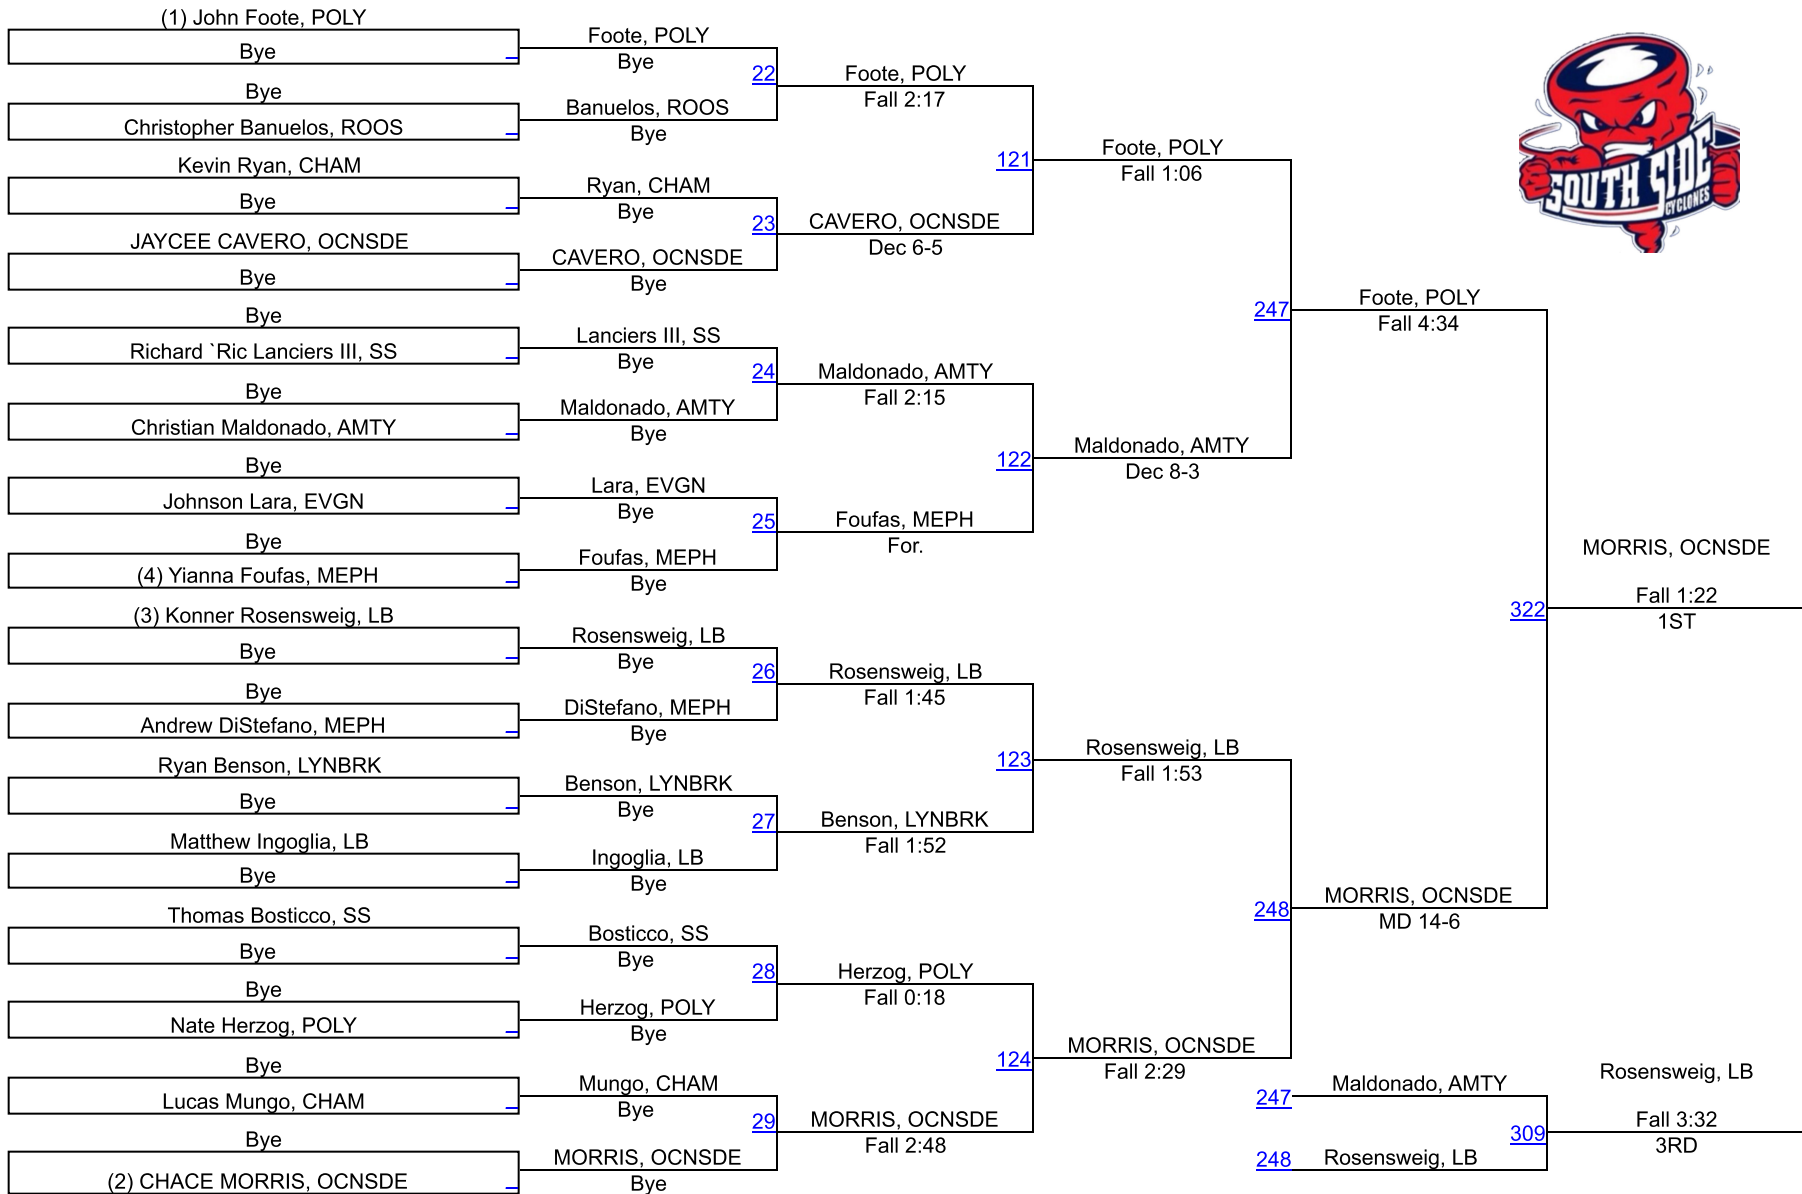 (1) John Foote, POLY
Bye
Bye
Christopher Banuelos, ROOS
Kevin Ryan, CHAM
Bye
JAYCEE CAVERO, OCNSDE
Bye
Bye
Richard `Ric Lanciers III, SS
Bye
Christian Maldonado, AMTY
Bye
Johnson Lara, EVGN
Bye
(4) Yianna Foufas, MEPH
(3) Konner Rosensweig, LB
Bye
Bye
Andrew DiStefano, MEPH
Ryan Benson, LYNBRK
Bye
Matthew Ingoglia, LB
Bye
Thomas Bosticco, SS
Bye
Bye
Nate Herzog, POLY
Bye
Lucas Mungo, CHAM
Bye
(2) CHACE MORRIS, OCNSDE
Foote, POLY
Bye
22
Banuelos, ROOS
Bye
Ryan, CHAM
Bye
23
CAVERO, OCNSDE
Bye
Lanciers III, SS
Bye
24
Maldonado, AMTY
Bye
Lara, EVGN
Bye
25
Foufas, MEPH
Bye
Rosensweig, LB
Bye
26
DiStefano, MEPH
Bye
Benson, LYNBRK
Bye
27
Ingoglia, LB
Bye
Bosticco, SS
Bye
28
Herzog, POLY
Bye
Mungo, CHAM
Bye
29
MORRIS, OCNSDE
Bye
Foote, POLY
Fall 2:17
121
CAVERO, OCNSDE
Dec 6-5
Maldonado, AMTY
Fall 2:15
122
Foufas, MEPH
For.
Rosensweig, LB
Fall 1:45
123
Benson, LYNBRK
Fall 1:52
Herzog, POLY
Fall 0:18
124
MORRIS, OCNSDE
Fall 2:48
Foote, POLY
Fall 1:06
247
Maldonado, AMTY
Dec 8-3
Rosensweig, LB
Fall 1:53
248
MORRIS, OCNSDE
Fall 2:29
Foote, POLY
Fall 4:34
322
MORRIS, OCNSDE
MD 14-6
MORRIS, OCNSDE
Fall 1:22
1ST
247
Maldonado, AMTY
309
248
Rosensweig, LB
Rosensweig, LB
Fall 3:32
3RD
SOUTH SIDE
CYCLONES